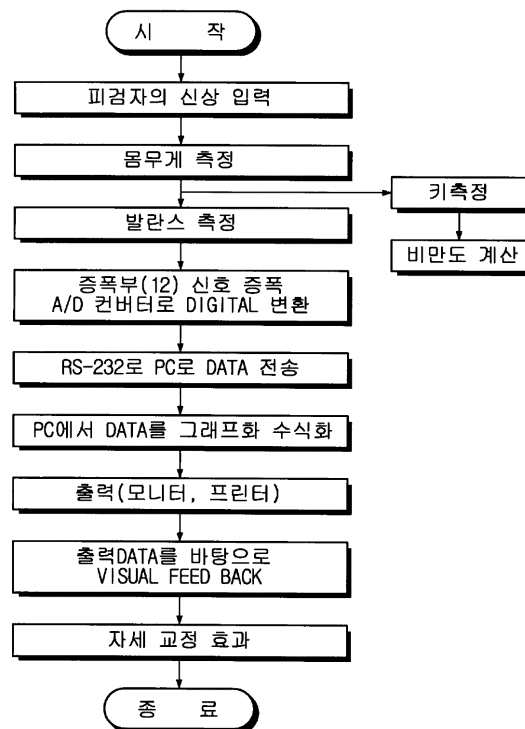 시 작
피검자의 신상 입력
몸무게 측정
키측정
발란스 측정
비만도 계산
증폭부(12) 신호 증폭
A/D 컨버터로 DIGITAL 변환
RS-232로 PC로 DATA 전송
PC에서 DATA를 그래프화 수식화
출력(모니터, 프린터)
출력DATA를 바탕으로
VISUAL FEED BACK
자세 교정 효과
종 료